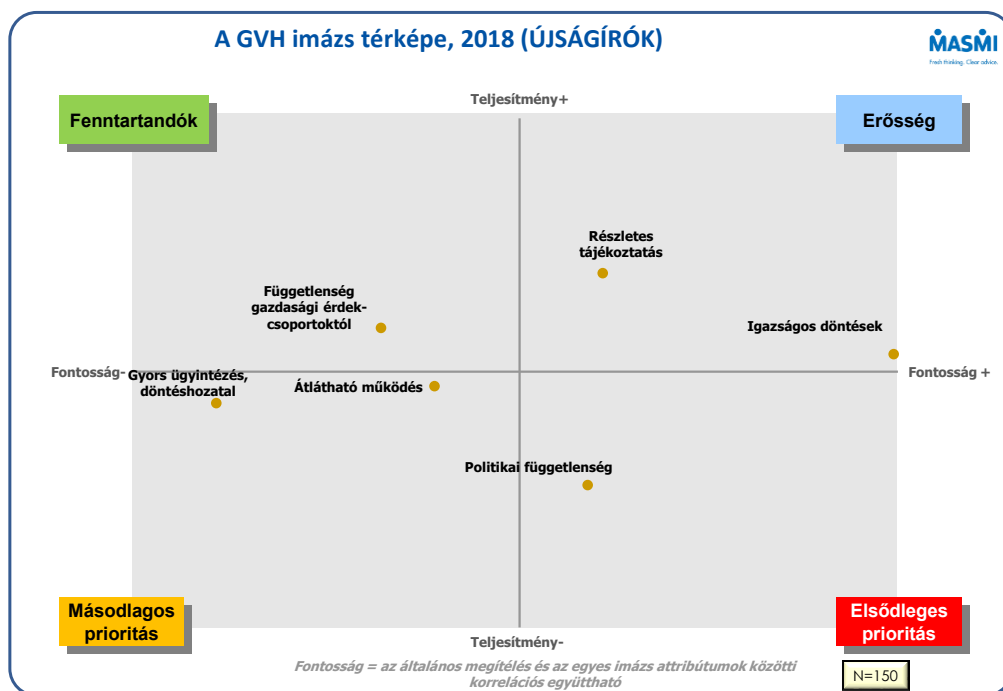 A GVH imázs térképe, 2018 (ÚJSÁGÍRÓK)
MASMI
Fresh thinking. Clear advice.
Teljesítmény+
Fenntartandók
Erősség
Részletes
tájékoztatás
Függetlenség
gazdasági érdek-
csoportoktól
Igazságos döntések
Fontosság-
Gyors ügyintézés,
döntéshozatal
Átlátható működés
Fontosság +
Politikai függetlenség
Másodlagos
prioritás
Elsődleges
prioritás
Teljesítmény-
Fontosság = az általános megítélés és az egyes imázs attribútumok közötti
korrelációs együttható
N=150